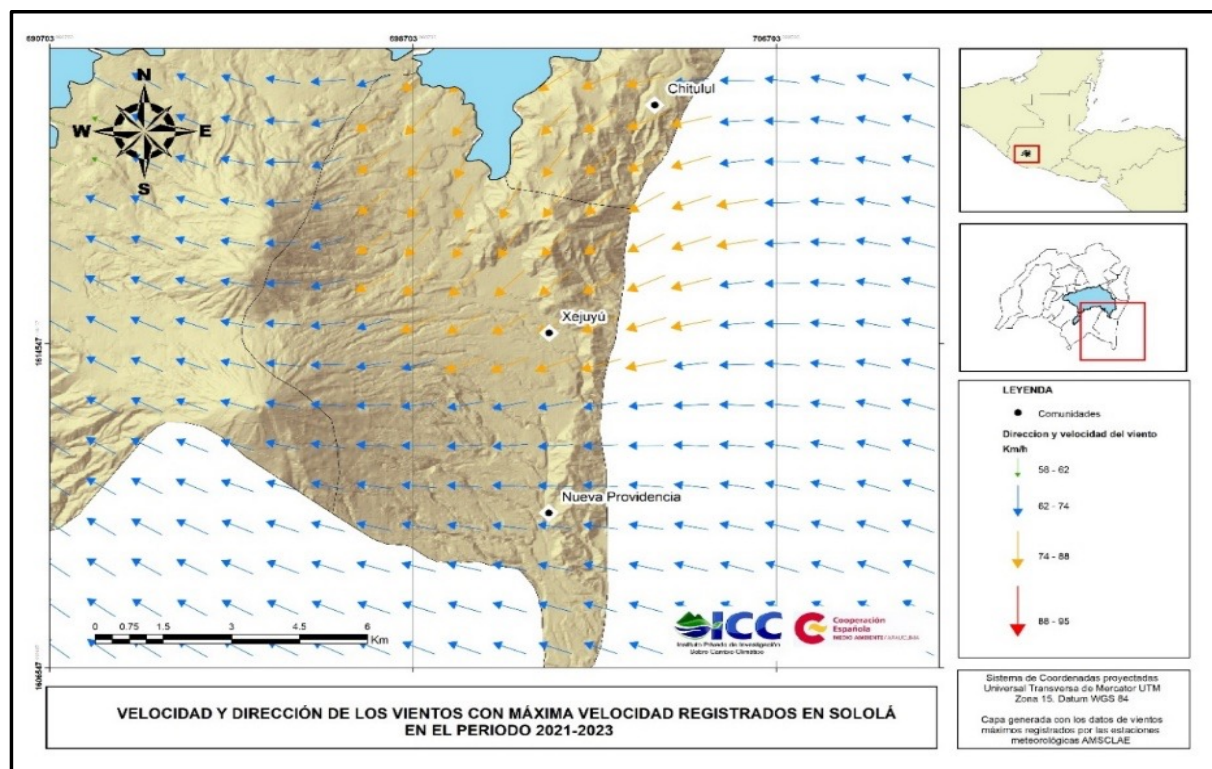 690703
698703
706703
N
W E
S
Chitulul
Xejuyú
1614547
Nueva Providencia
0 0.75 1.5 3 4.5 6
Km
1606547
ICC
Instituto Privado de Investigación
Sobre Cambio Climático
Cooperación
Española
VELOCIDAD Y DIRECCIÓN DE LOS VIENTOS CON MÁXIMA VELOCIDAD REGISTRADOS EN SOLOLÁ
EN EL PERIODO 2021-2023
LEYENDA
Comunidades
Direccion y velocidad del viento
Km/h
58 - 62
62 - 74
74 - 88
88 - 95
Sistema de Coordenadas proyectadas
Universal Transversa de Mercator UTM
Zona 15. Datum WGS 84
Capa generada con los datos de vientos
máximos registrados por las estaciones
meteorológicas AMSCLAE